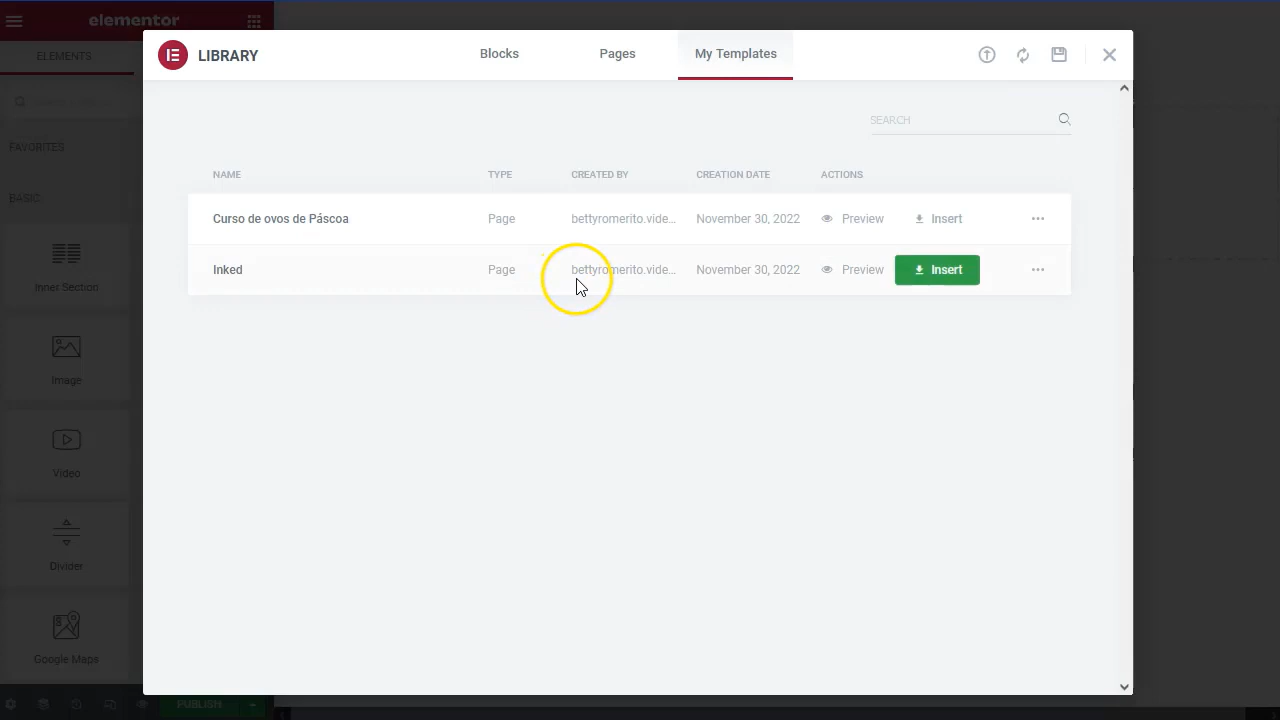 elementor
ELEMENTS
LIBRARY
Blocks
Pages
My Templates
SEARCH
FAVORITES
BASIC
NAME
TYPE
CREATED BY
CREATION DATE
ACTIONS
Curso de ovos de Páscoa
Page
bettyromerito.vide...
November 30, 2022
Preview
Insert
Inked
Page
bettyromerito.vide...
November 30, 2022
Preview
Insert
Inner Section
Image
Video
Divider
Google Maps
PUBLISH